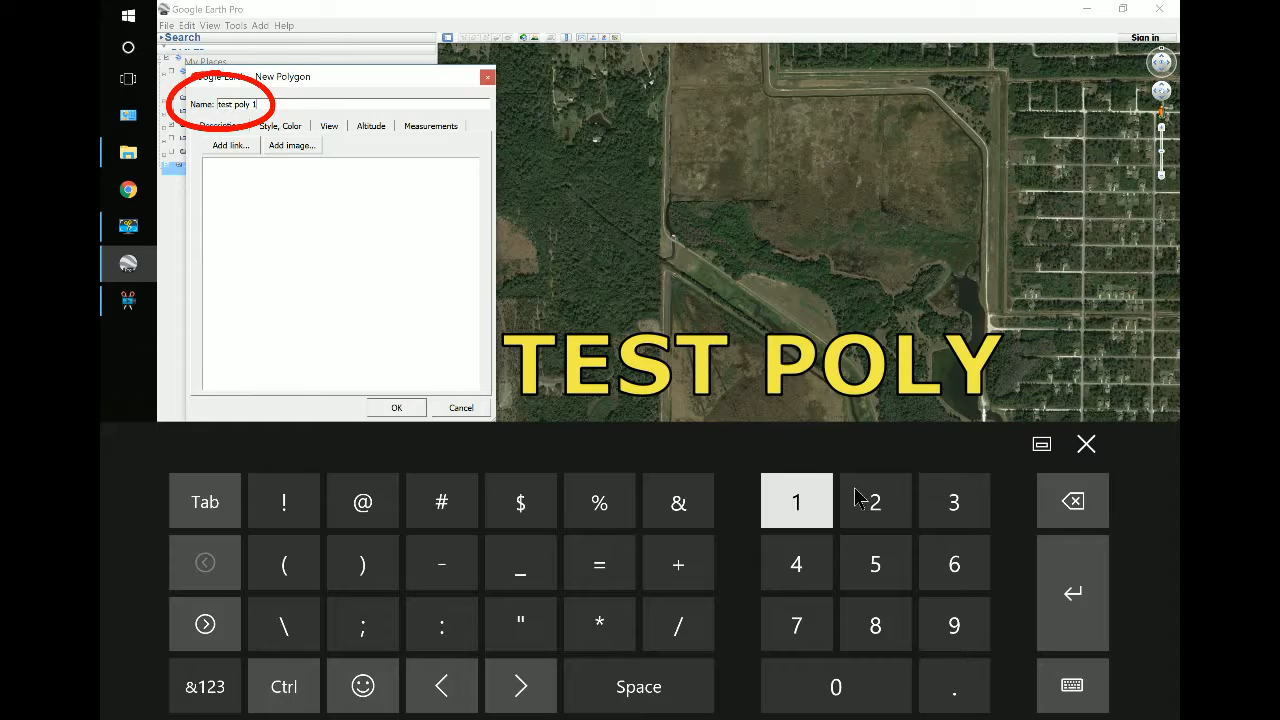 Google Earth Pro
File Edit View Tools Add Help
Search
Sign in
My Places
New Polygon
Name: test poly 1
Style, Color View Altitude Measurements
Add link... Add image...
TEST POLY
OK Cancel
Tab ! @ # $ % & 1 2 3
( ) - _ = + 4 5 6
\ ; : " * / 7 8 9
&123 Ctrl < > Space 0 .